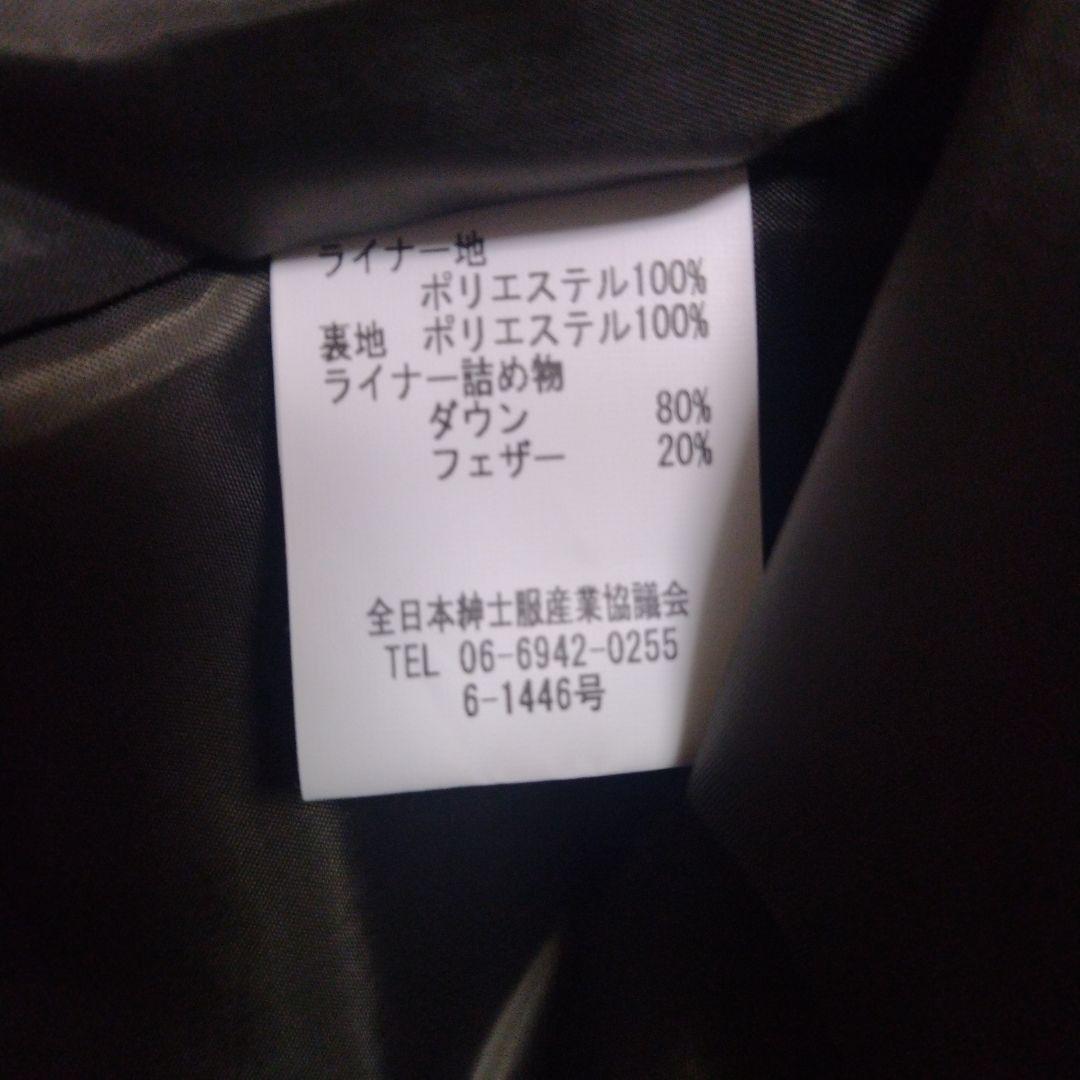 ライナー地
ポリエステル100%
裏地 ポリエステル100%
ライナー詰め物
ダウン 80%
フェザー 20%
全日本紳士服産業協議会
TEL 06-6942-0255
6-1446号